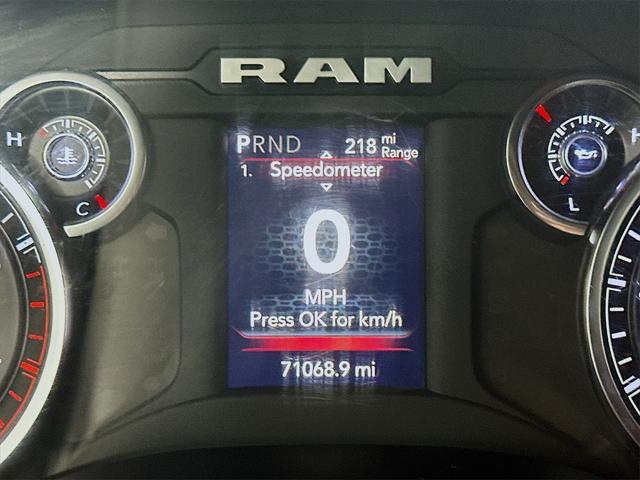 RAM
PRND 218 mi Range
1. Speedometer
0
MPH
Press OK for km/h
71068.9 mi
H
C
H
L